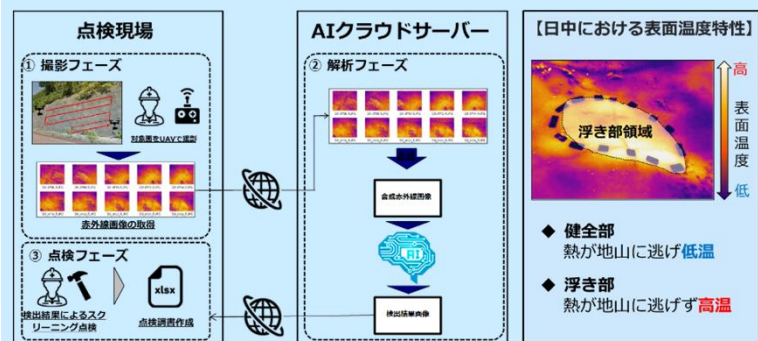 点検現場
① 撮影フェーズ
対象面をUAVで撮影
赤外線画像の取得
③ 点検フェーズ
xlsx
検出結果によるスク
リーニング点検
点検調書作成
AIクラウドサーバー
② 解析フェーズ
合成赤外線画像
AI
検出結果画像
【日中における表面温度特性】
浮き部領域
高
表面温度
低
◆ 健全部
熱が地山に逃げ低温
◆ 浮き部
熱が地山に逃げず高温